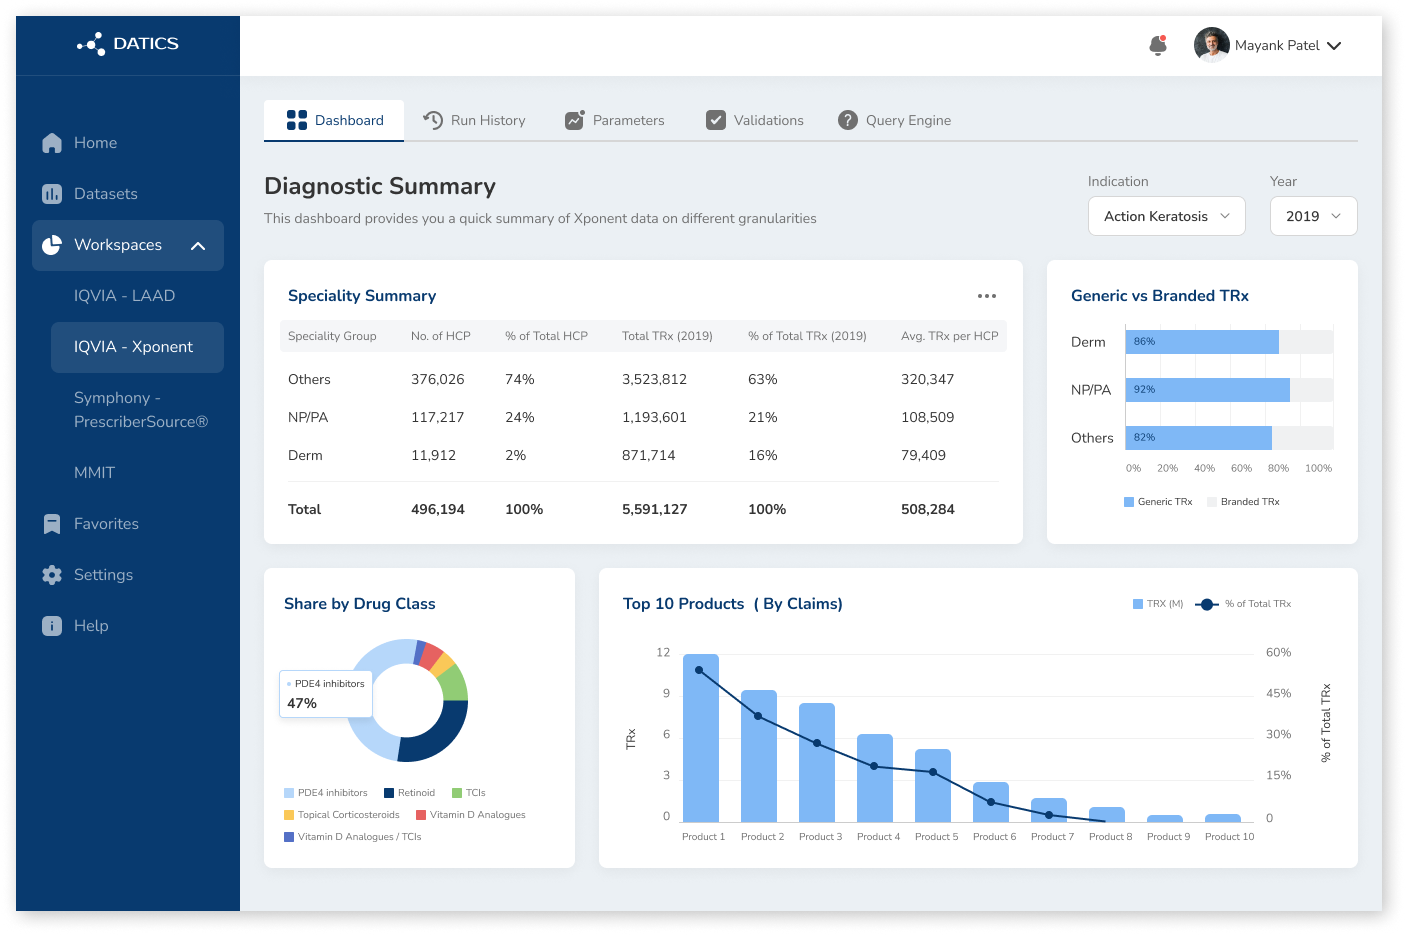 DATICS
Mayank Patel
Home
Datasets
Workspaces
IQVIA - LAAD
IQVIA - Xponent
Symphony -
PrescriberSource®
MMIT
Favorites
Settings
Help
Dashboard Run History Parameters Validations Query Engine
Diagnostic Summary
This dashboard provides you a quick summary of Xponent data on different granularities
Indication Year
Action Keratosis 2019
Speciality Summary
Speciality Group No. of HCP % of Total HCP Total TRx (2019) % of Total TRx (2019) Avg. TRx per HCP
Others 376,026 74% 3,523,812 63% 320,347
NP/PA 117,217 24% 1,193,601 21% 108,509
Derm 11,912 2% 871,714 16% 79,409
Total 496,194 100% 5,591,127 100% 508,284
Generic vs Branded TRx
Derm 86%
NP/PA 92%
Others 82%
0% 20% 40% 60% 80% 100%
Generic TRx Branded TRx
Share by Drug Class
PDE4 inhibitors
47%
PDE4 inhibitors Retinoid TCIs
Topical Corticosteroids Vitamin D Analogues
Vitamin D Analogues / TCIs
Top 10 Products ( By Claims)
TRX (M) % of Total TRx
12 60%
9 45%
6 30%
3 15%
0 0
TRx
% of Total TRx
Product 1 Product 2 Product 3 Product 4 Product 5 Product 6 Product 7 Product 8 Product 9 Product 10